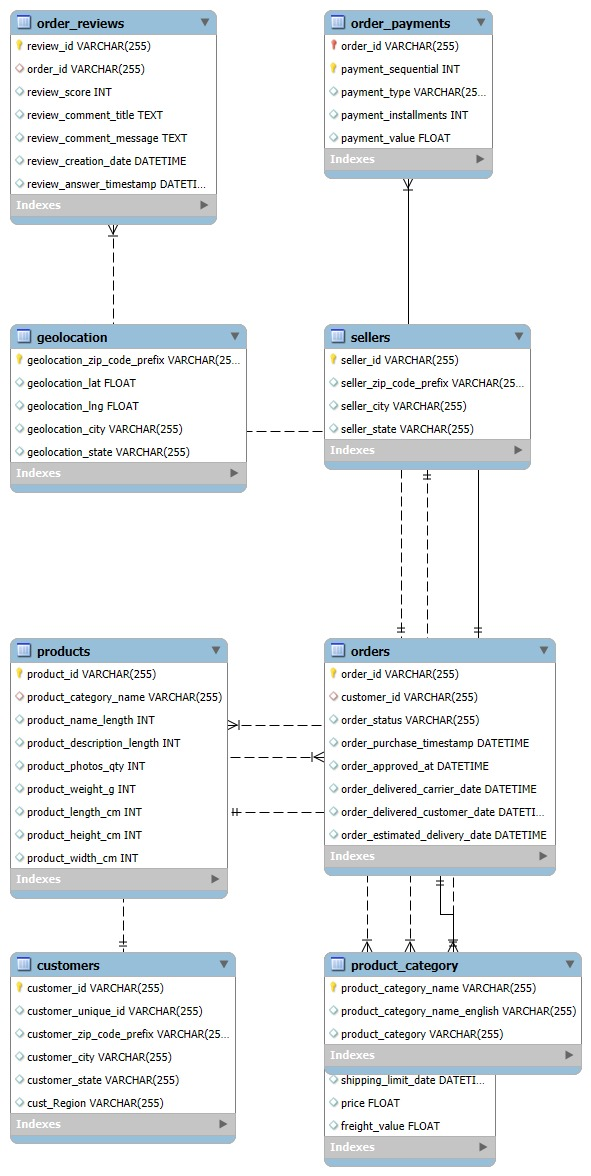 order_reviews
review_id VARCHAR(255)
order_id VARCHAR(255)
review_score INT
review_comment_title TEXT
review_comment_message TEXT
review_creation_date DATETIME
review_answer_timestamp DATETI...
Indexes
order_payments
order_id VARCHAR(255)
payment_sequential INT
payment_type VARCHAR(25...
payment_installments INT
payment_value FLOAT
Indexes
geolocation
geolocation_zip_code_prefix VARCHAR(25...
geolocation_lat FLOAT
geolocation_lng FLOAT
geolocation_city VARCHAR(255)
geolocation_state VARCHAR(255)
Indexes
sellers
seller_id VARCHAR(255)
seller_zip_code_prefix VARCHAR(25...
seller_city VARCHAR(255)
seller_state VARCHAR(255)
Indexes
products
product_id VARCHAR(255)
product_category_name VARCHAR(255)
product_name_length INT
product_description_length INT
product_photos_qty INT
product_weight_g INT
product_length_cm INT
product_height_cm INT
product_width_cm INT
Indexes
orders
order_id VARCHAR(255)
customer_id VARCHAR(255)
order_status VARCHAR(255)
order_purchase_timestamp DATETIME
order_approved_at DATETIME
order_delivered_carrier_date DATETIME
order_delivered_customer_date DATETI...
order_estimated_delivery_date DATETIME
Indexes
customers
customer_id VARCHAR(255)
customer_unique_id VARCHAR(255)
customer_zip_code_prefix VARCHAR(25...
customer_city VARCHAR(255)
customer_state VARCHAR(255)
cust_Region VARCHAR(255)
Indexes
product_category
product_category_name VARCHAR(255)
product_category_name_english VARCHAR(255)
product_category VARCHAR(255)
Indexes
shipping_limit_date DATETI...
price FLOAT
freight_value FLOAT
Indexes